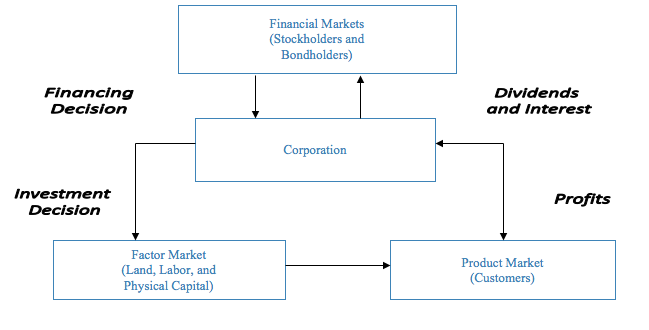 Financial Markets
(Stockholders and
Bondholders)
Financing
Decision
Dividends
and Interest
Corporation
Investment
Decision
Profits
Factor Market
(Land, Labor, and
Physical Capital)
Product Market
(Customers)